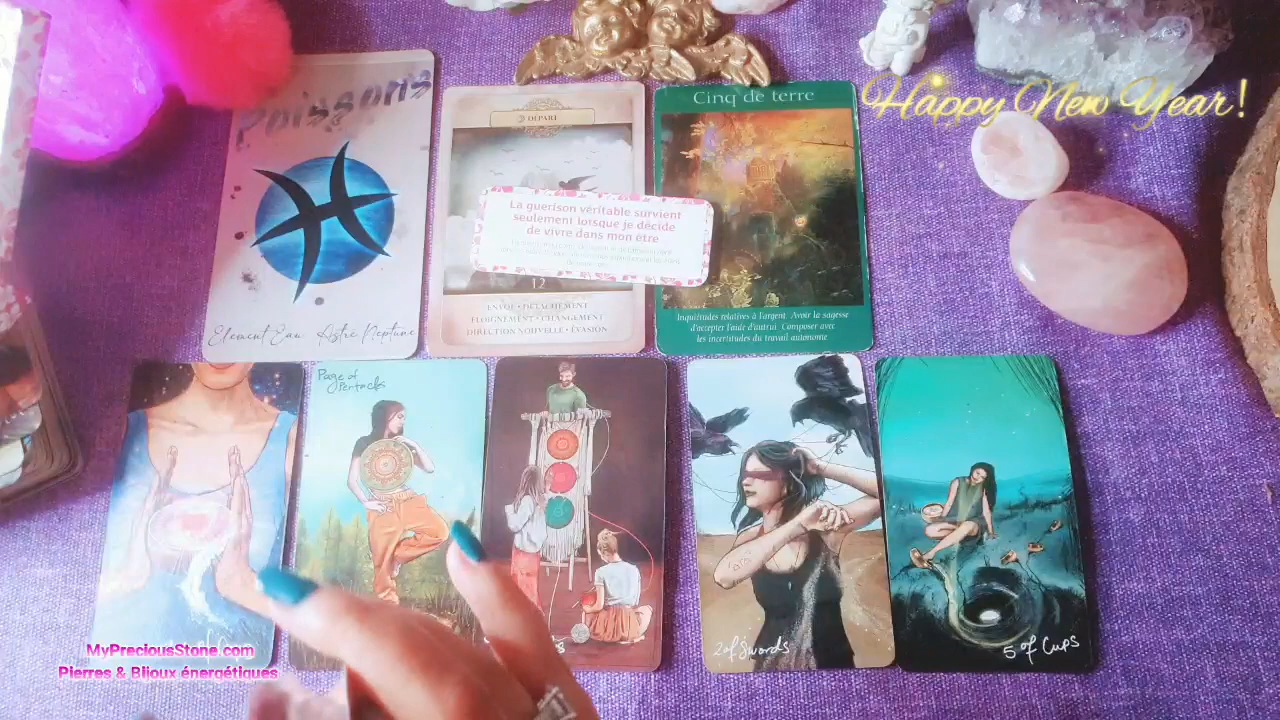 Poissons
Elément Eau Astre Neptune
DÉPART
12
ENVOL • DÉTACHEMENT
ÉLOIGNEMENT • CHANGEMENT
DIRECTION NOUVELLE • ÉVASION
La guérison véritable survient
seulement lorsque je décide
de vivre dans mon être
Cinq de terre
Inquiétudes relatives à l'argent Avoir la sagesse
d'accepter l'aide d'autrui Composer avec
les incertitudes du travail autonome
Happy New Year!
Page of
Pentacls
2 of Swords
5 of Cups
MyPreciousStone.com
Pierres & Bijoux énergétiques